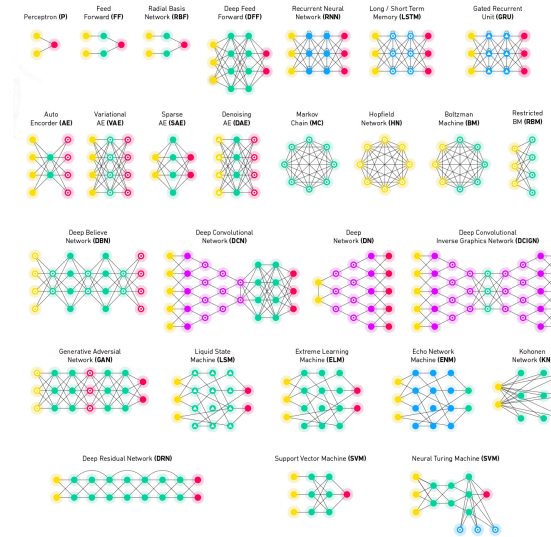 Perceptron (P)
Feed
Forward (FF)
Radial Basis
Network (RBF)
Deep Feed
Forward (DFF)
Recurrent Neural
Network (RNN)
Long / Short Term
Memory (LSTM)
Gated Recurrent
Unit (GRU)
Auto
Encorder (AE)
Variational
AE (VAE)
Sparse
AE (SAE)
Denoising
AE (DAE)
Markov
Chain (MC)
Hopfield
Network (HN)
Boltzman
Machine (BM)
Restricted
BM (RBM)
Deep Believe
Network (DBN)
Deep Convolutional
Network (DCN)
Deep
Network (DN)
Deep Convolutional
Inverse Graphics Network (DCIGN)
Generative Adversal
Network (GAN)
Liquid State
Machine (LSM)
Extreme Learning
Machine (ELM)
Echo Network
Machine (ENM)
Kohonen
Network (KN
Deep Residual Network (DRN)
Support Vector Machine (SVM)
Neural Turing Machine (SVM)